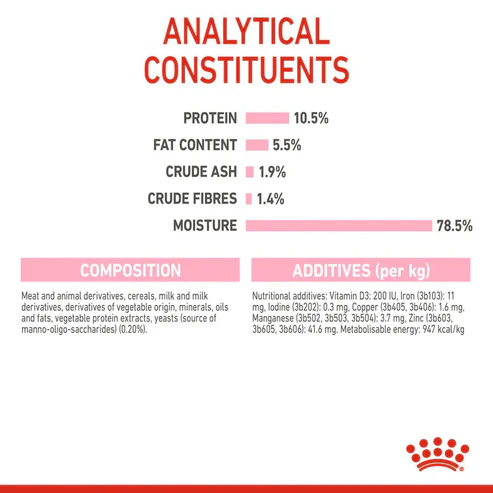 ANALYTICAL
CONSTITUENTS
PROTEIN 10.5%
FAT CONTENT 5.5%
CRUDE ASH 1.9%
CRUDE FIBRES 1.4%
MOISTURE 78.5%
COMPOSITION
Meat and animal derivatives, cereals, milk and milk
derivatives, derivatives of vegetable origin, minerals, oils
and fats, vegetable protein extracts, yeasts (source of
manno-oligo-saccharides) (0.20%).
ADDITIVES (per kg)
Nutritional additives: Vitamin D3: 200 IU, Iron (3b103): 11
mg, Iodine (3b202): 0.3 mg, Copper (3b405, 3b406): 1.6 mg,
Manganese (3b502, 3b503, 3b504): 3.7 mg, Zinc (3b603,
3b605, 3b606): 41.6 mg. Metabolisable energy: 947 kcal/kg